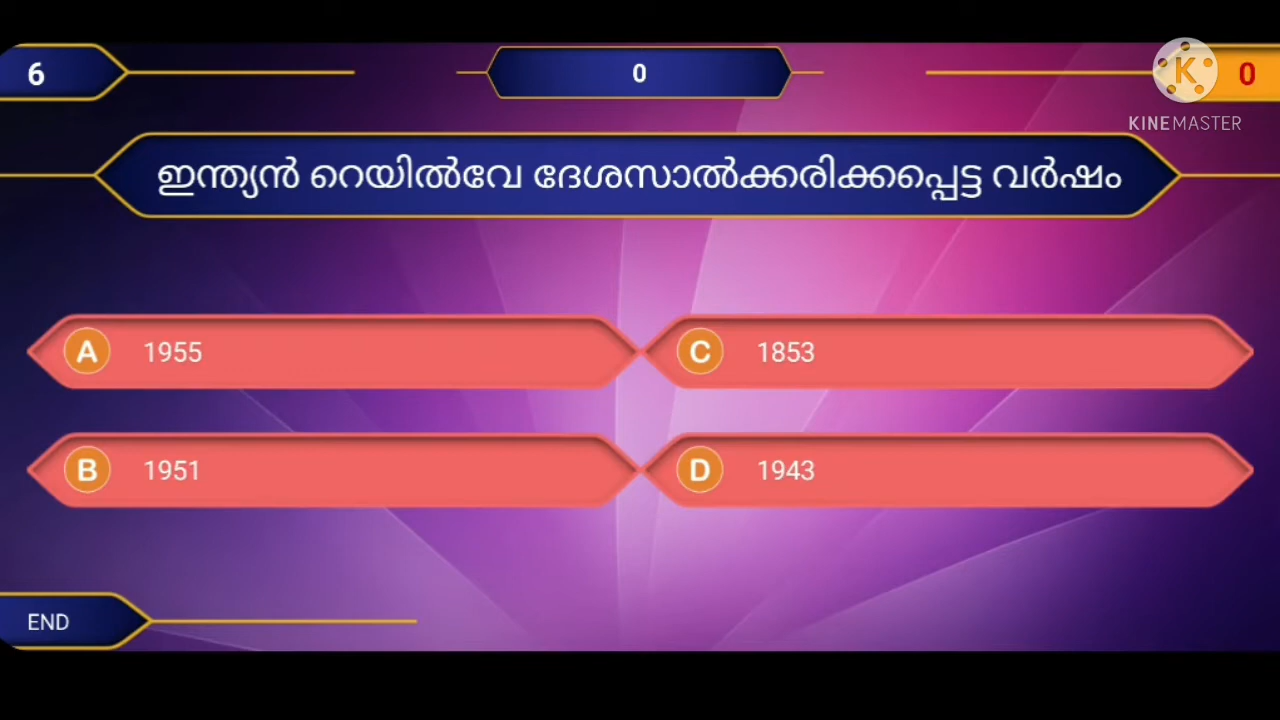 6
0
0
K
KINEMASTER
ഇന്ത്യൻ റെയിൽവേ ദേശസാൽക്കരിക്കപ്പെട്ട വർഷം
A 1955
C 1853
B 1951
D 1943
END